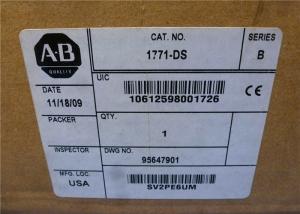 AB
QUALITY
CAT. NO.
1771-DS
SERIES
B
UIC
10612598001726
CE
DATE
11/18/09
PACKER
QTY.
1
INSPECTOR
DWG NO.
95647901
MFG. LOC.
USA
SV2PE6UM